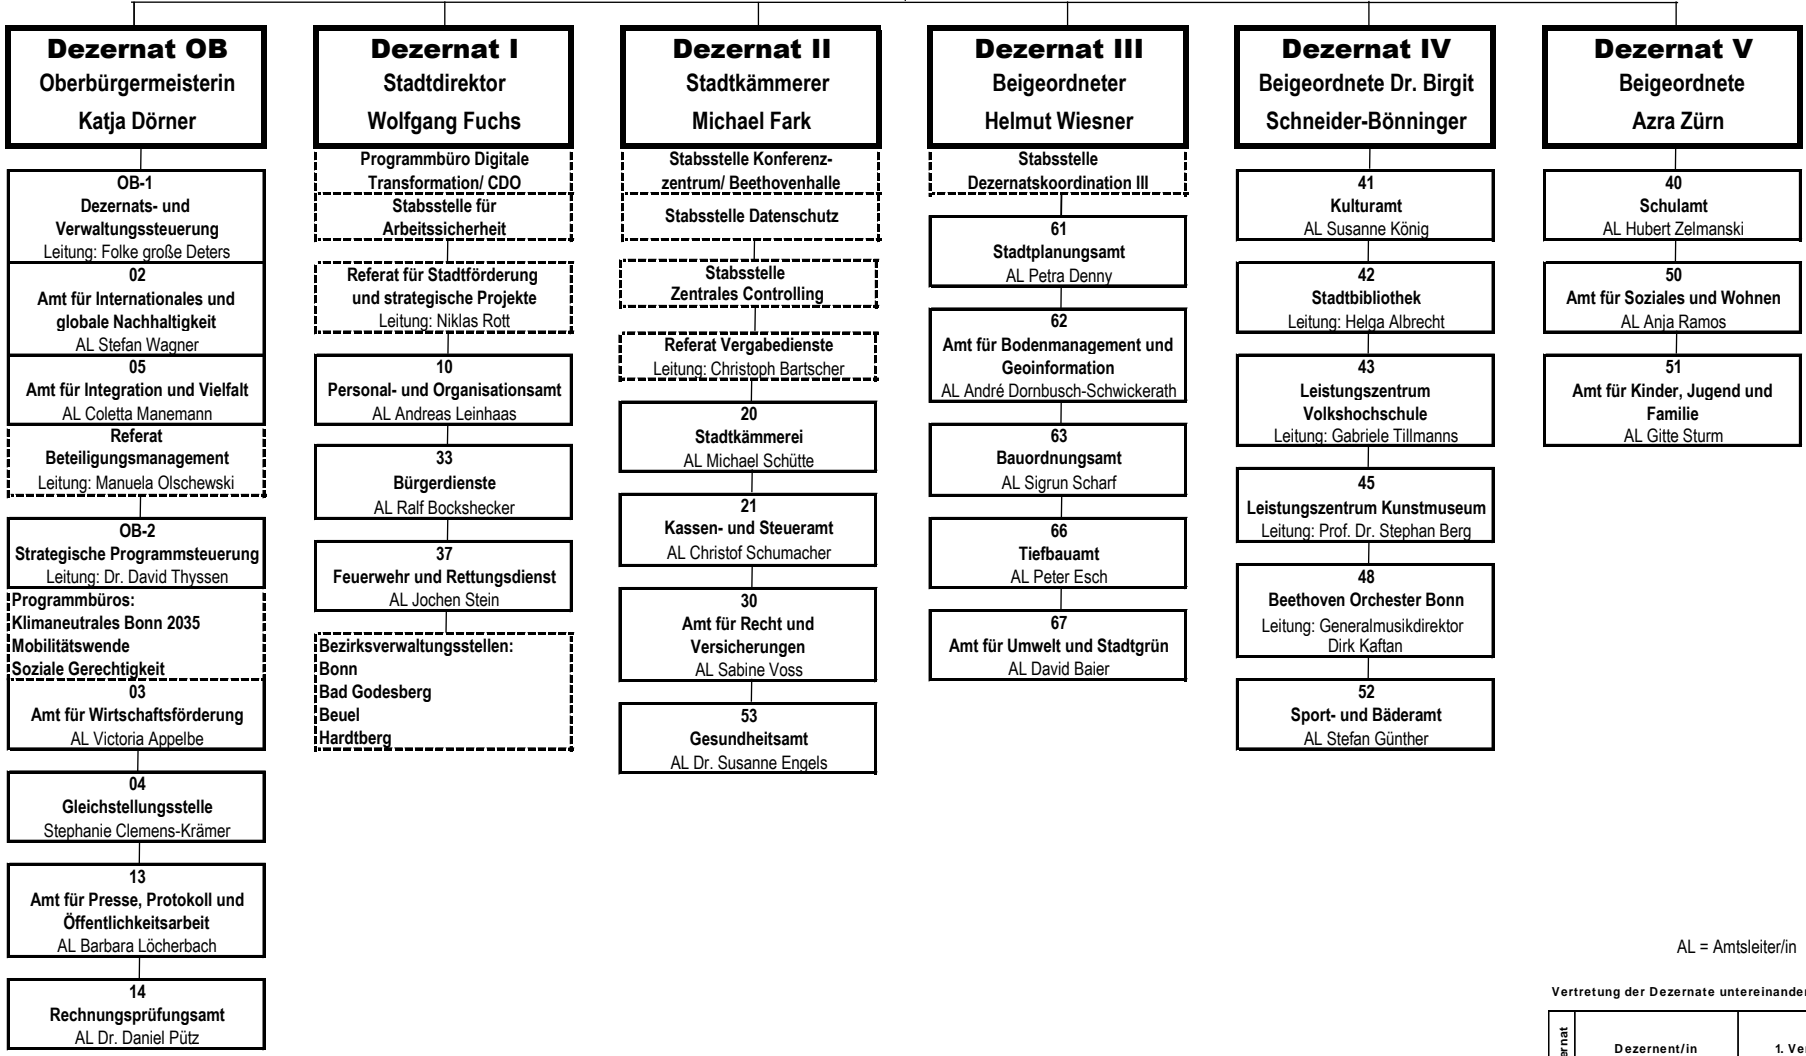 Dezernat OB
Oberbürgermeisterin
Katja Dörner
OB-1
Dezernats- und
Verwaltungssteuerung
Leitung: Folke große Deters
02
Amt für Internationales und
globale Nachhaltigkeit
AL Stefan Wagner
05
Amt für Integration und Vielfalt
AL Coletta Manemann
Referat
Beteiligungsmanagement
Leitung: Manuela Olschewski
OB-2
Strategische Programmsteuerung
Leitung: Dr. David Thyssen
Programmbüros:
Klimaneutrales Bonn 2035
Mobilitätswende
Soziale Gerechtigkeit
03
Amt für Wirtschaftsförderung
AL Victoria Appelbe
04
Gleichstellungsstelle
Stephanie Clemens-Krämer
13
Amt für Presse, Protokoll und
Öffentlichkeitsarbeit
AL Barbara Löcherbach
14
Rechnungsprüfungsamt
AL Dr. Daniel Pütz
Dezernat I
Stadtdirektor
Wolfgang Fuchs
Programmbüro Digitale
Transformation/ CDO
Stabsstelle für
Arbeitssicherheit
Referat für Stadtförderung
und strategische Projekte
Leitung: Niklas Rott
10
Personal- und Organisationsamt
AL Andreas Leinhaas
33
Bürgerdienste
AL Ralf Bockshecker
37
Feuerwehr und Rettungsdienst
AL Jochen Stein
Bezirksverwaltungsstellen:
Bonn
Bad Godesberg
Beuel
Hardtberg
Dezernat II
Stadtkämmerer
Michael Fark
Stabsstelle Konferenz-
zentrum/ Beethovenhalle
Stabsstelle Datenschutz
Stabsstelle
Zentrales Controlling
Referat Vergabedienste
Leitung: Christoph Bartscher
20
Stadtkämmerei
AL Michael Schütte
21
Kassen- und Steueramt
AL Christof Schumacher
30
Amt für Recht und
Versicherungen
AL Sabine Voss
53
Gesundheitsamt
AL Dr. Susanne Engels
Dezernat III
Beigeordneter
Helmut Wiesner
Stabsstelle
Dezernatskoordination III
61
Stadtplanungsamt
AL Petra Denny
62
Amt für Bodenmanagement und
Geoinformation
AL André Dornbusch-Schwickerath
63
Bauordnungsamt
AL Sigrun Scharf
66
Tiefbauamt
AL Peter Esch
67
Amt für Umwelt und Stadtgrün
AL David Baier
Dezernat IV
Beigeordnete Dr. Birgit
Schneider-Bönninger
41
Kulturamt
AL Susanne König
42
Stadtbibliothek
Leitung: Helga Albrecht
43
Leistungszentrum
Volkshochschule
Leitung: Gabriele Tillmanns
45
Leistungszentrum Kunstmuseum
Leitung: Prof. Dr. Stephan Berg
48
Beethoven Orchester Bonn
Leitung: Generalmusikdirektor
Dirk Kaftan
52
Sport- und Bäderamt
AL Stefan Günther
Dezernat V
Beigeordnete
Azra Zürn
40
Schulamt
AL Hubert Zelmanski
50
Amt für Soziales und Wohnen
AL Anja Ramos
51
Amt für Kinder, Jugend und
Familie
AL Gitte Sturm
AL = Amtsleiter/in
Vertretung der Dezernate untereinander
Dezernent/in
1.